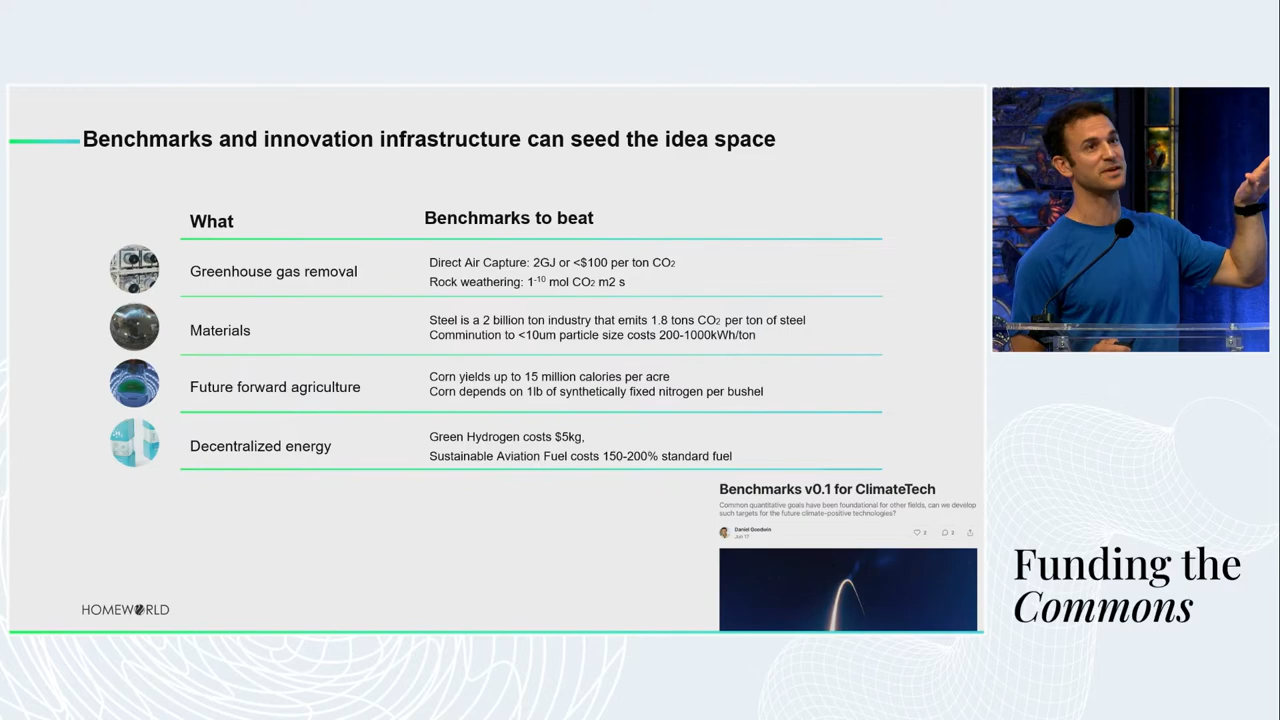 Benchmarks and innovation infrastructure can seed the idea space
What
Benchmarks to beat
Greenhouse gas removal
Direct Air Capture: 2GJ or <$100 per ton CO₂
Rock weathering: 1⁻¹⁰ mol CO₂ m2 s
Materials
Steel is a 2 billion ton industry that emits 1.8 tons CO₂ per ton of steel
Comminution to <10um particle size costs 200-1000kWh/ton
Future forward agriculture
Corn yields up to 15 million calories per acre
Corn depends on 1lb of synthetically fixed nitrogen per bushel
Decentralized energy
Green Hydrogen costs $5kg,
Sustainable Aviation Fuel costs 150-200% standard fuel
Benchmarks v0.1 for ClimateTech
Common quantitative goals have been foundational for other fields, can we develop
such targets for the future climate-positive technologies?
Daniel Goodwin
Jun 17
2
2
HOMEWORLD
Funding the
Commons